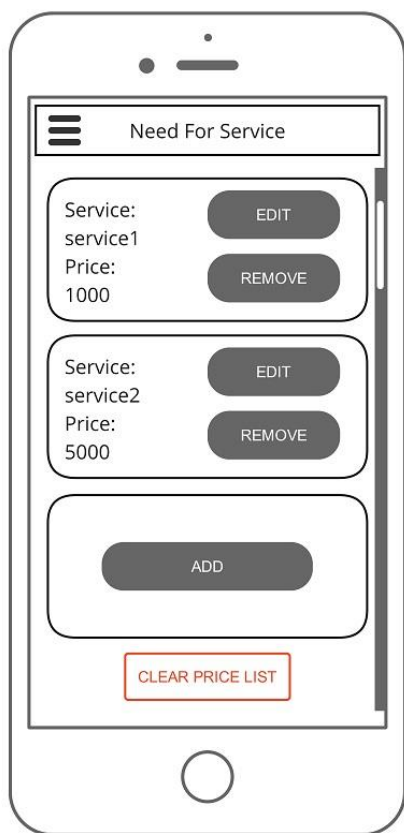 Need For Service
Service:
service1
Price:
1000
EDIT
REMOVE
Service:
service2
Price:
5000
EDIT
REMOVE
ADD
CLEAR PRICE LIST